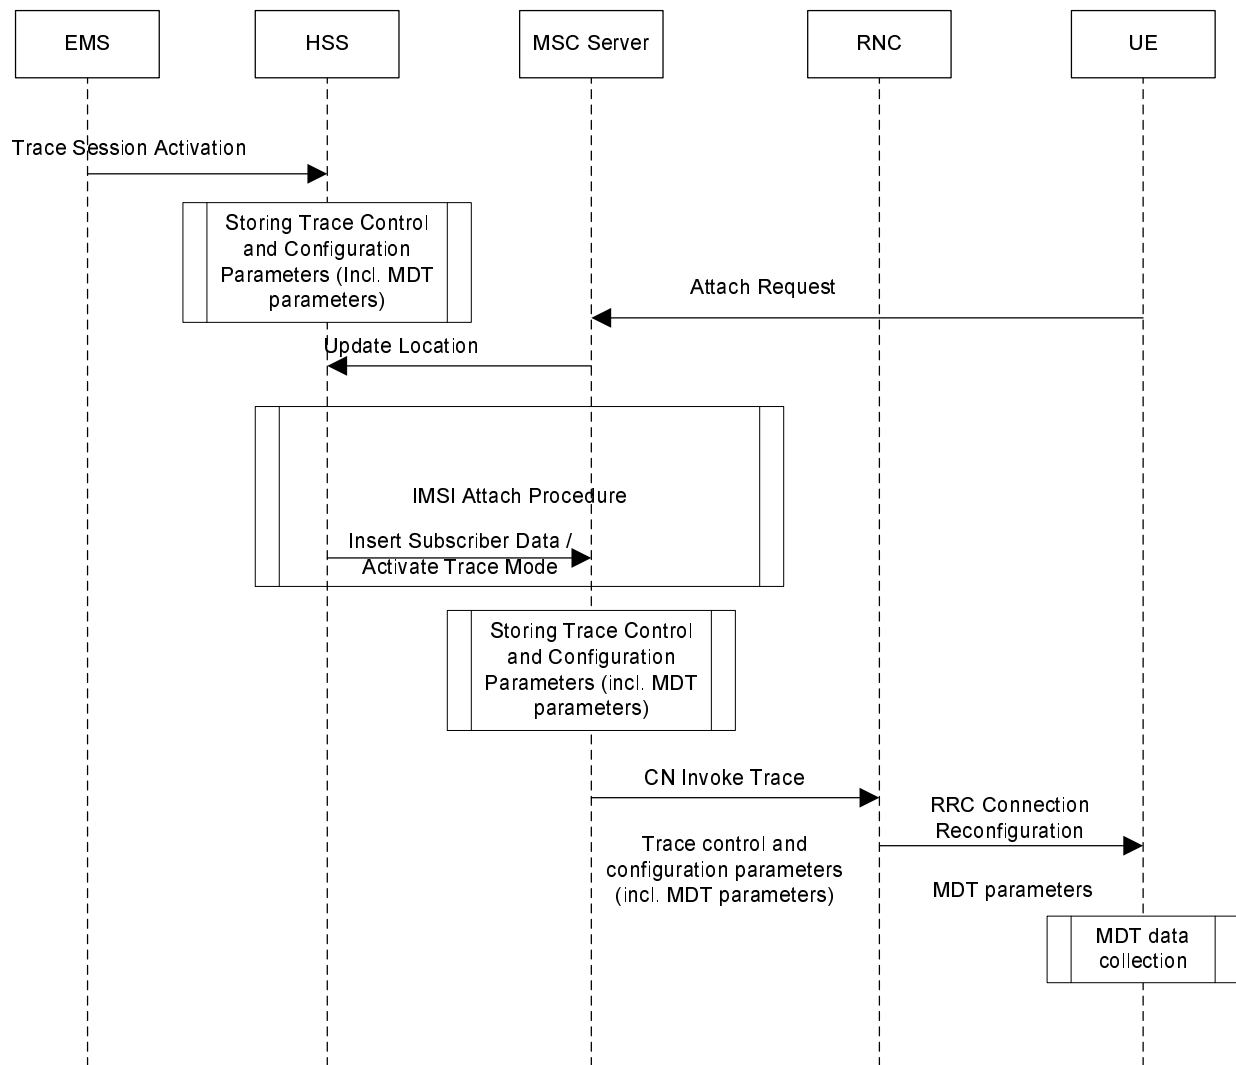 EMS
HSS
MSC Server
RNC
UE
Trace Session Activation
Storing Trace Control
and Configuration
Parameters (Incl. MDT
parameters)
Attach Request
Update Location
IMSI Attach Procedure
Insert Subscriber Data /
Activate Trace Mode
Storing Trace Control
and Configuration
Parameters (incl. MDT
parameters)
CN Invoke Trace
RRC Connection
Reconfiguration
Trace control and
configuration parameters
(incl. MDT parameters)
MDT parameters
MDT data
collection